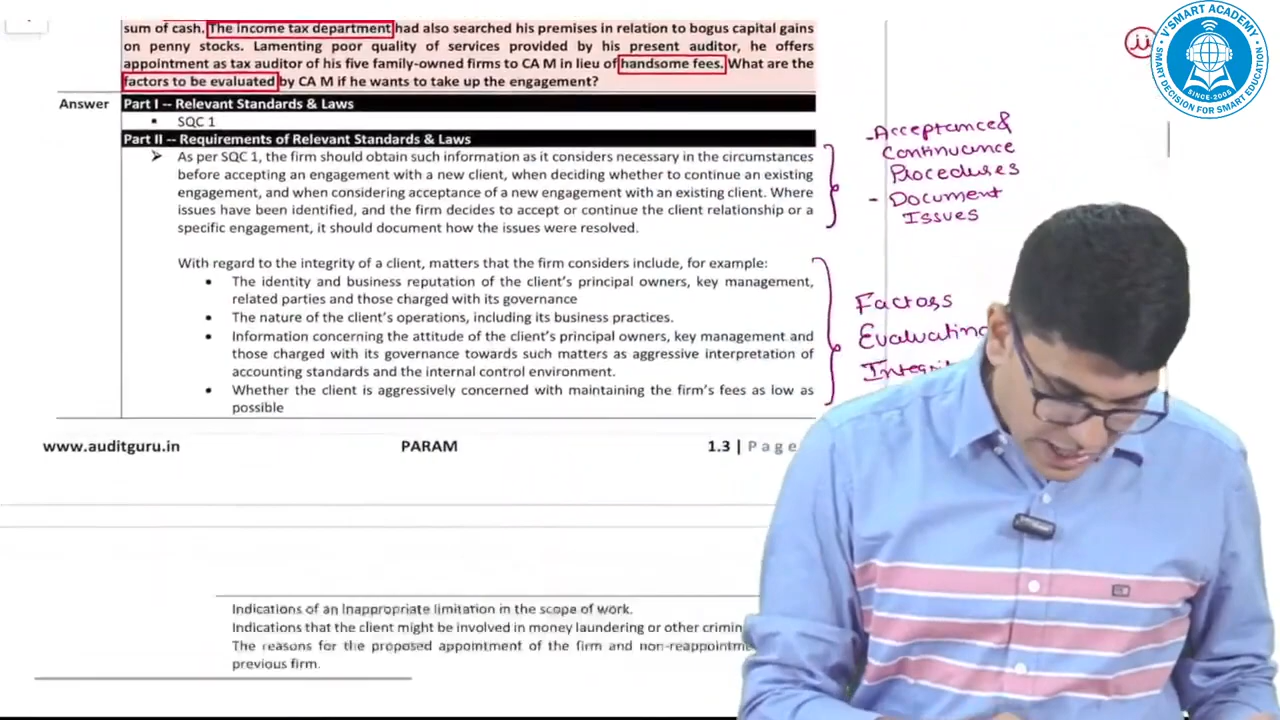 sum of cash. The income tax department had also searched his premises in relation to bogus capital gains
on penny stocks. Lamenting poor quality of services provided by his present auditor, he offers
appointment as tax auditor of his five family-owned firms to CA M in lieu of handsome fees. What are the
factors to be evaluated by CA M if he wants to take up the engagement?
Answer
Part I -- Relevant Standards & Laws
▪ SQC 1
Part II -- Requirements of Relevant Standards & Laws
➢ As per SQC 1, the firm should obtain such information as it considers necessary in the circumstances
before accepting an engagement with a new client, when deciding whether to continue an existing
engagement, and when considering acceptance of a new engagement with an existing client. Where
issues have been identified, and the firm decides to accept or continue the client relationship or a
specific engagement, it should document how the issues were resolved.
With regard to the integrity of a client, matters that the firm considers include, for example:
• The identity and business reputation of the client's principal owners, key management,
related parties and those charged with its governance
• The nature of the client's operations, including its business practices.
• Information concerning the attitude of the client's principal owners, key management and
those charged with its governance towards such matters as aggressive interpretation of
accounting standards and the internal control environment.
• Whether the client is aggressively concerned with maintaining the firm's fees as low as
possible
www.auditguru.in PARAM 1.3 | Page
Indications of an inappropriate limitation in the scope of work.
Indications that the client might be involved in money laundering or other
The reasons for the proposed appointment of the firm and
previous firm.
- Acceptance &
Continuance
Procedures
- Document
Issues
Factors
Evaluating
V'SMART ACADEMY
SINCE-2005
SMART DECISION FOR SMART EDUCATION